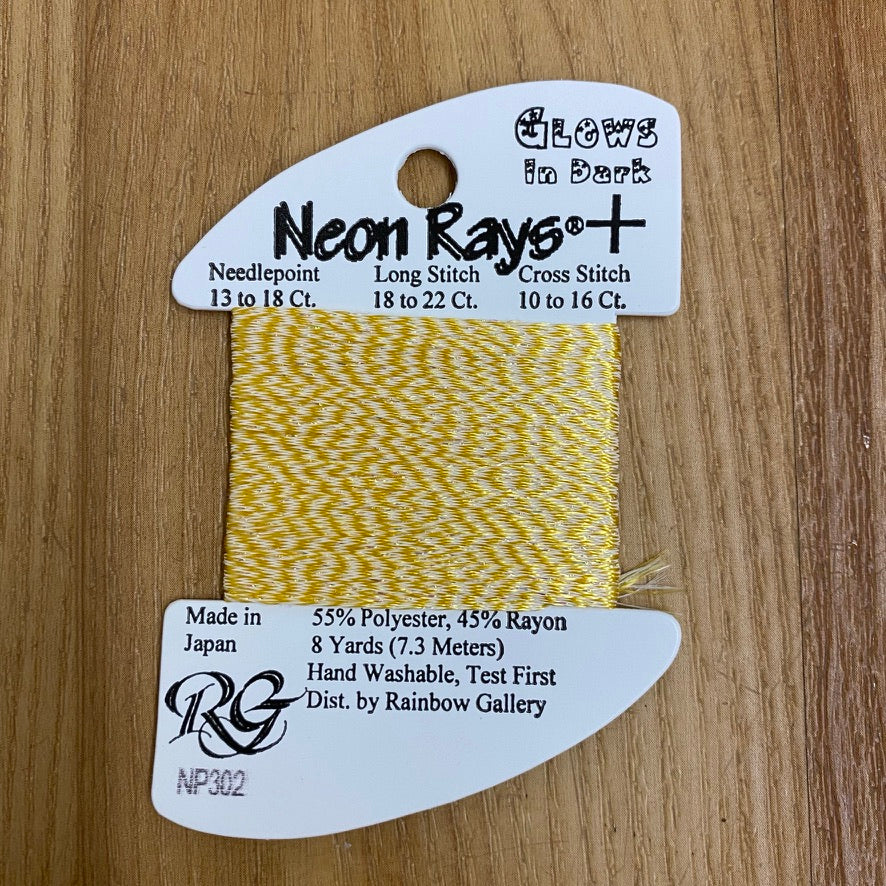 Glows
in Dark
Neon Rays®+
Needlepoint Long Stitch Cross Stitch
13 to 18 Ct. 18 to 22 Ct. 10 to 16 Ct.
Made in 55% Polyester, 45% Rayon
Japan 8 Yards (7.3 Meters)
Hand Washable, Test First
RG Dist. by Rainbow Gallery
NP302